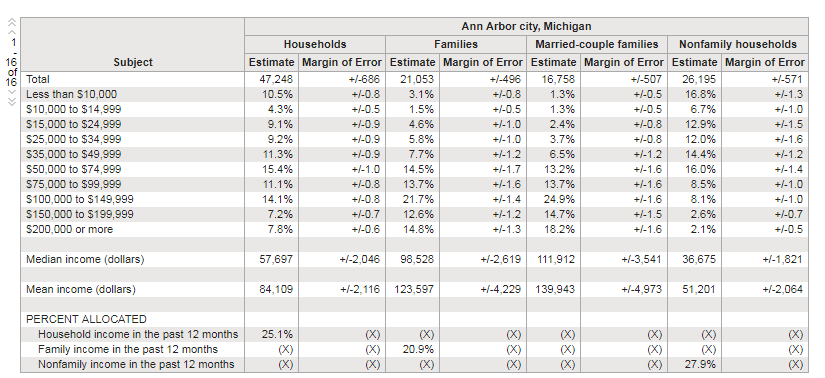 Ann Arbor city, Michigan
Households Families Married-couple families Nonfamily households
Subject Estimate Margin of Error Estimate Margin of Error Estimate Margin of Error Estimate Margin of Error
1
-
16
of
16
Total 47,248 +/-686 21,053 +/-496 16,758 +/-507 26,195 +/-571
Less than $10,000 10.5% +/-0.8 3.1% +/-0.8 1.3% +/-0.5 16.8% +/-1.3
$10,000 to $14,999 4.3% +/-0.5 1.5% +/-0.5 1.3% +/-0.5 6.7% +/-1.0
$15,000 to $24,999 9.1% +/-0.9 4.6% +/-1.0 2.4% +/-0.8 12.9% +/-1.5
$25,000 to $34,999 9.2% +/-0.9 5.8% +/-1.0 3.7% +/-0.8 12.0% +/-1.6
$35,000 to $49,999 11.3% +/-0.9 7.7% +/-1.2 6.5% +/-1.2 14.4% +/-1.2
$50,000 to $74,999 15.4% +/-1.0 14.5% +/-1.7 13.2% +/-1.6 16.0% +/-1.4
$75,000 to $99,999 11.1% +/-0.8 13.7% +/-1.6 13.7% +/-1.6 8.5% +/-1.0
$100,000 to $149,999 14.1% +/-0.8 21.7% +/-1.4 24.9% +/-1.6 8.1% +/-1.0
$150,000 to $199,999 7.2% +/-0.7 12.6% +/-1.2 14.7% +/-1.5 2.6% +/-0.7
$200,000 or more 7.8% +/-0.6 14.8% +/-1.3 18.2% +/-1.6 2.1% +/-0.5
Median income (dollars) 57,697 +/-2,046 98,528 +/-2,619 111,912 +/-3,541 36,675 +/-1,821
Mean income (dollars) 84,109 +/-2,116 123,597 +/-4,229 139,943 +/-4,973 51,201 +/-2,064
PERCENT ALLOCATED
Household income in the past 12 months 25.1% (X) (X) (X) (X) (X) (X) (X)
Family income in the past 12 months (X) (X) 20.9% (X) (X) (X) (X) (X)
Nonfamily income in the past 12 months (X) (X) (X) (X) (X) (X) 27.9% (X)